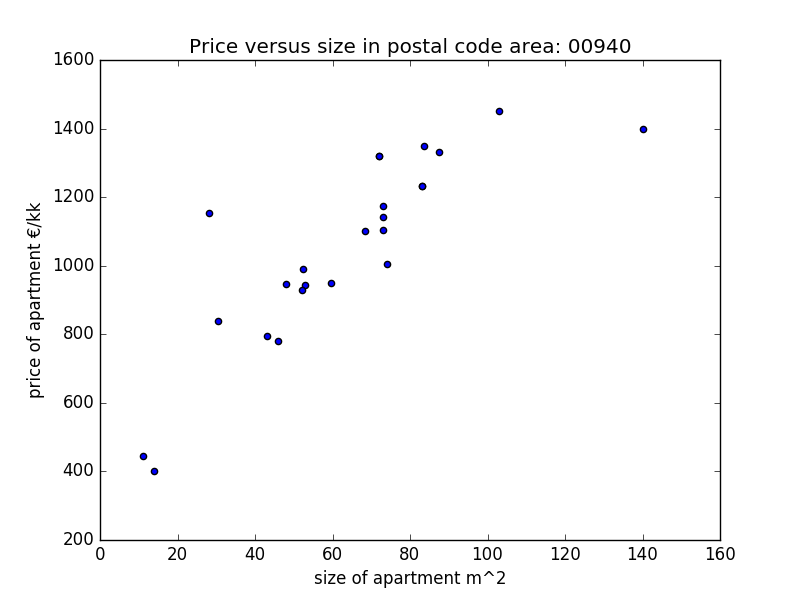 Price versus size in postal code area: 00940
1600
1400
1200
1000
800
600
400
200
price of apartment €/kk
0 20 40 60 80 100 120 140 160
size of apartment m^2